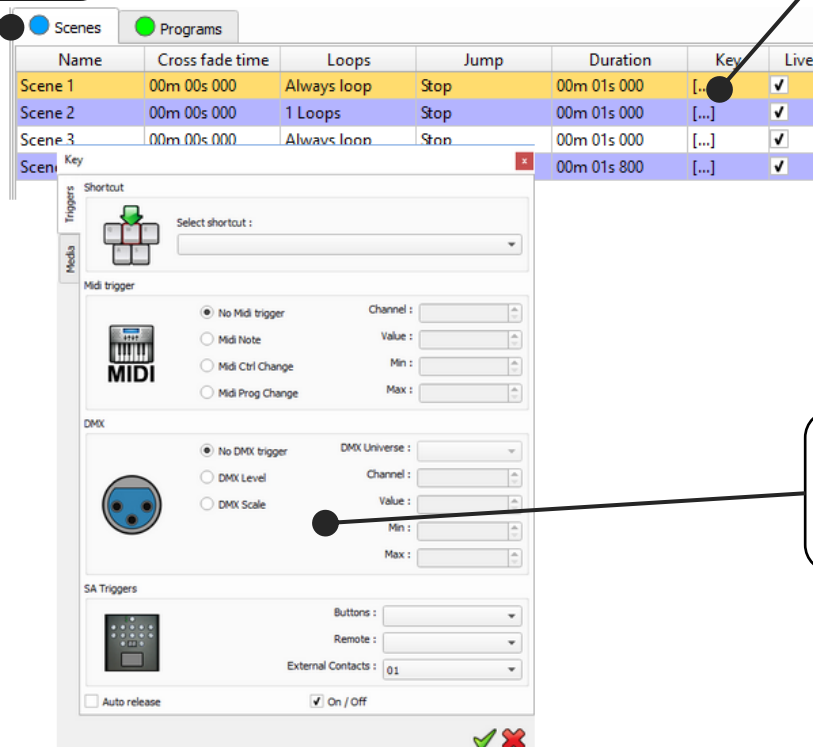 Scenes Programs
Name Cross fade time Loops Jump Duration Key Live
Scene 1 00m 00s 000 Always loop Stop 00m 01s 000 [...
Scene 2 00m 00s 000 1 Loops Stop 00m 01s 000 [...]
Scene 3 00m 00s 000 Always loop Stop 00m 01s 000 [...]
Scen 00m 01s 800 [...]
Key
Triggers
Media
Shortcut
Select shortcut :
Midi trigger
MIDI
No Midi trigger Channel :
Midi Note Value :
Midi Ctrl Change Min :
Midi Prog Change Max :
DMX
No DMX trigger DMX Universe :
DMX Level Channel :
DMX Scale Value :
Min :
Max :
SA Triggers
Buttons :
Remote :
External Contacts : 01
Auto release On / Off